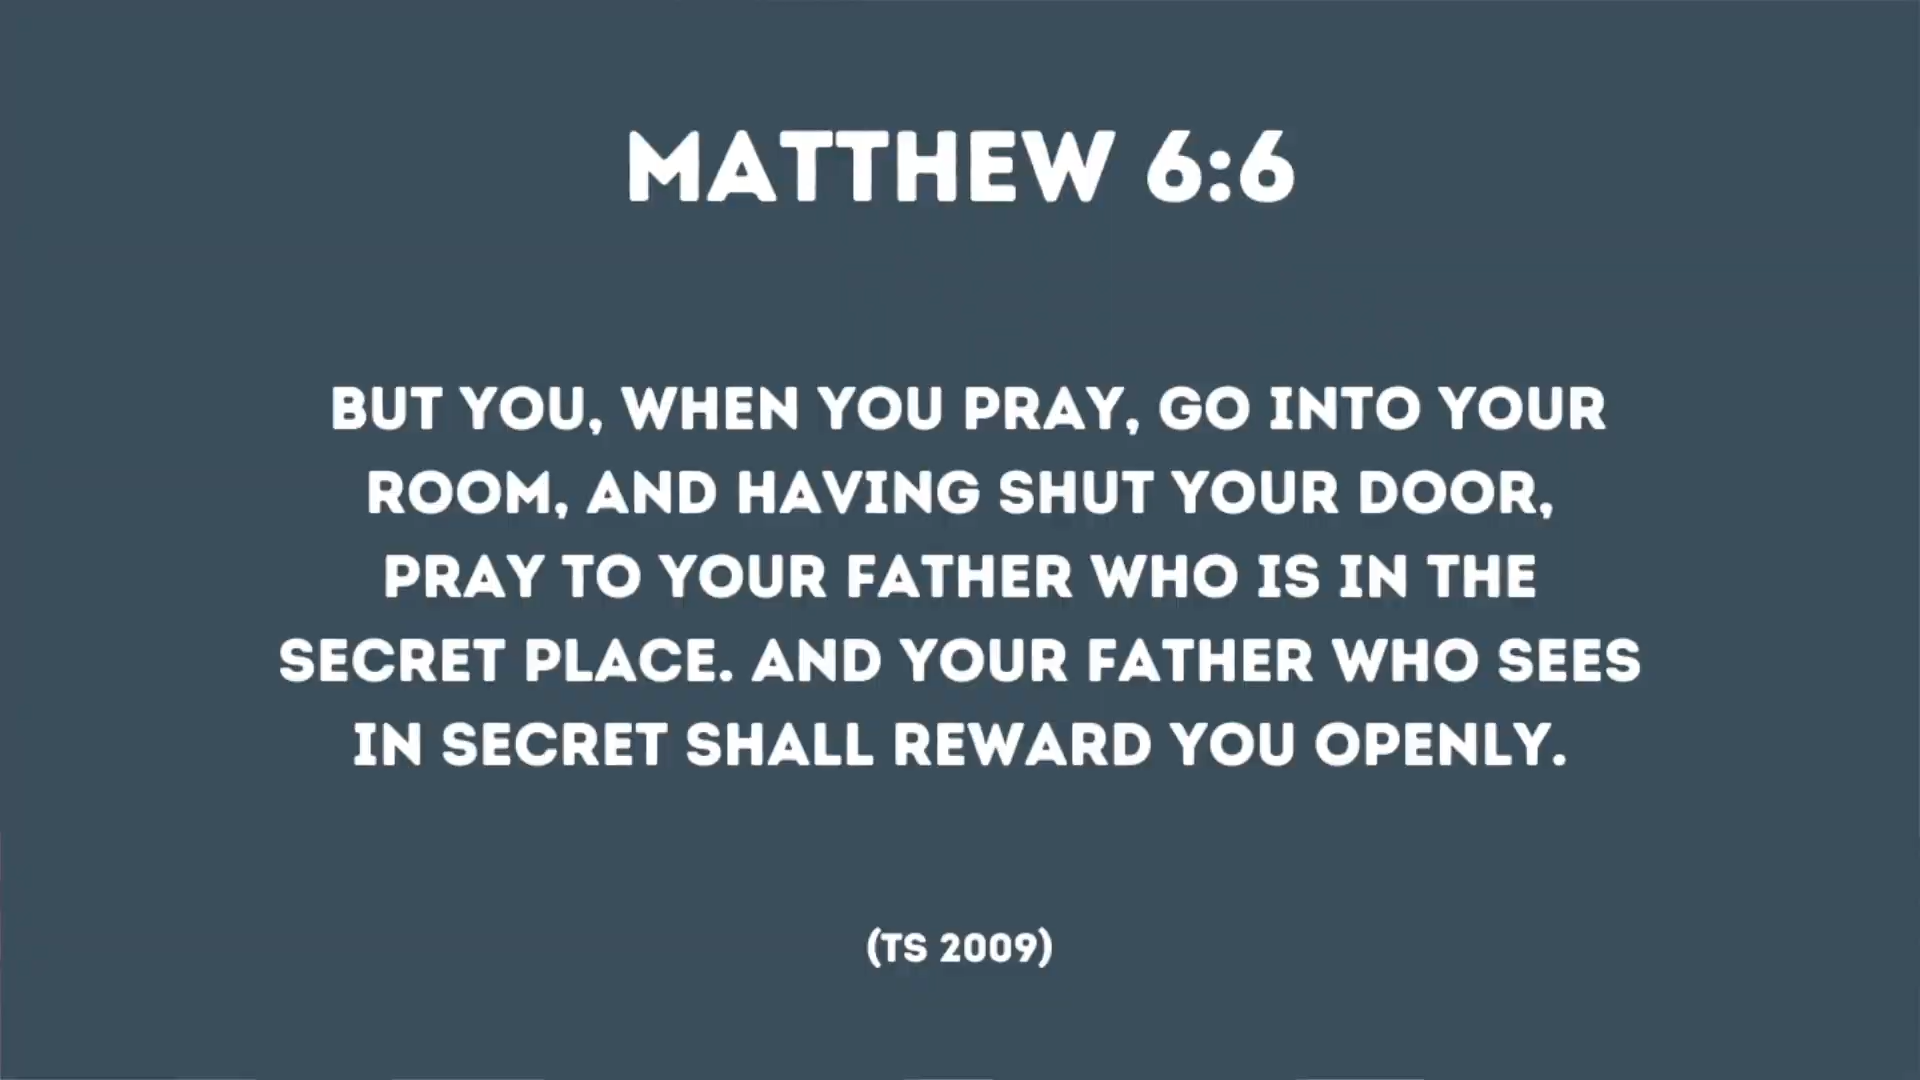 MATTHEW 6:6
BUT YOU, WHEN YOU PRAY, GO INTO YOUR
ROOM, AND HAVING SHUT YOUR DOOR,
PRAY TO YOUR FATHER WHO IS IN THE
SECRET PLACE. AND YOUR FATHER WHO SEES
IN SECRET SHALL REWARD YOU OPENLY.
(TS 2009)